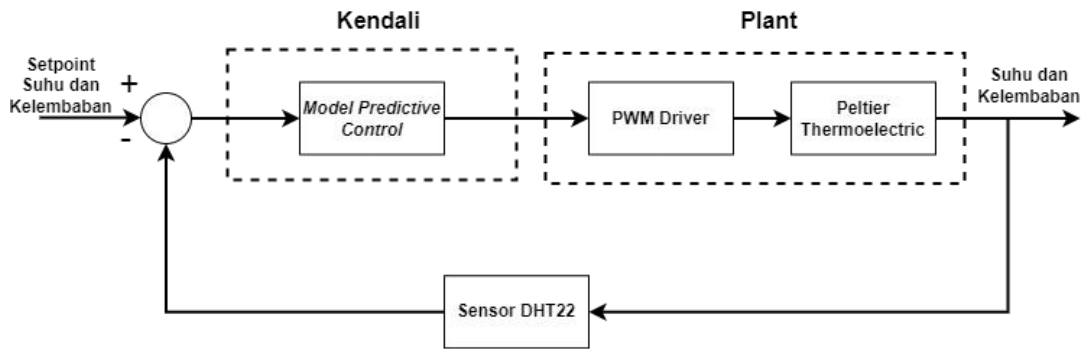 Kendali
Plant
Setpoint
Suhu dan
Kelembaban
+
-
Model Predictive
Control
PWM Driver
Peltier
Thermoelectric
Suhu dan
Kelembaban
Sensor DHT22